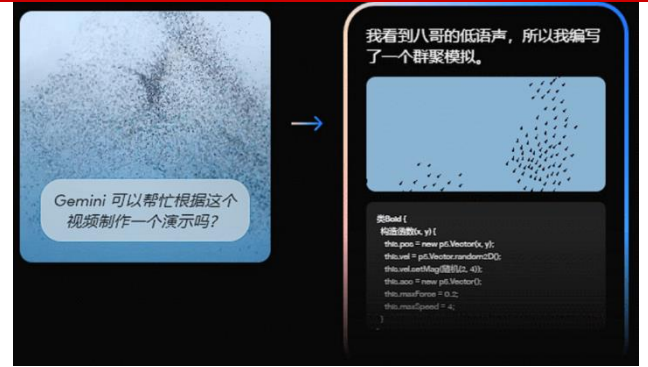 Gemini 可以帮忙根据这个
视频制作一个演示吗?
我看到八哥的低语声，所以我编写
了一个群聚模拟。
类Boid {
构造函数(x, y) {
this.pos = new p5.Vector(x, y);
this.vel = p5.Vector.random2D();
this.vel.setMag(随机(2, 4));
this.acc = new p5.Vector();
this.maxForce = 0.2;
this.maxSpeed = 4;
}